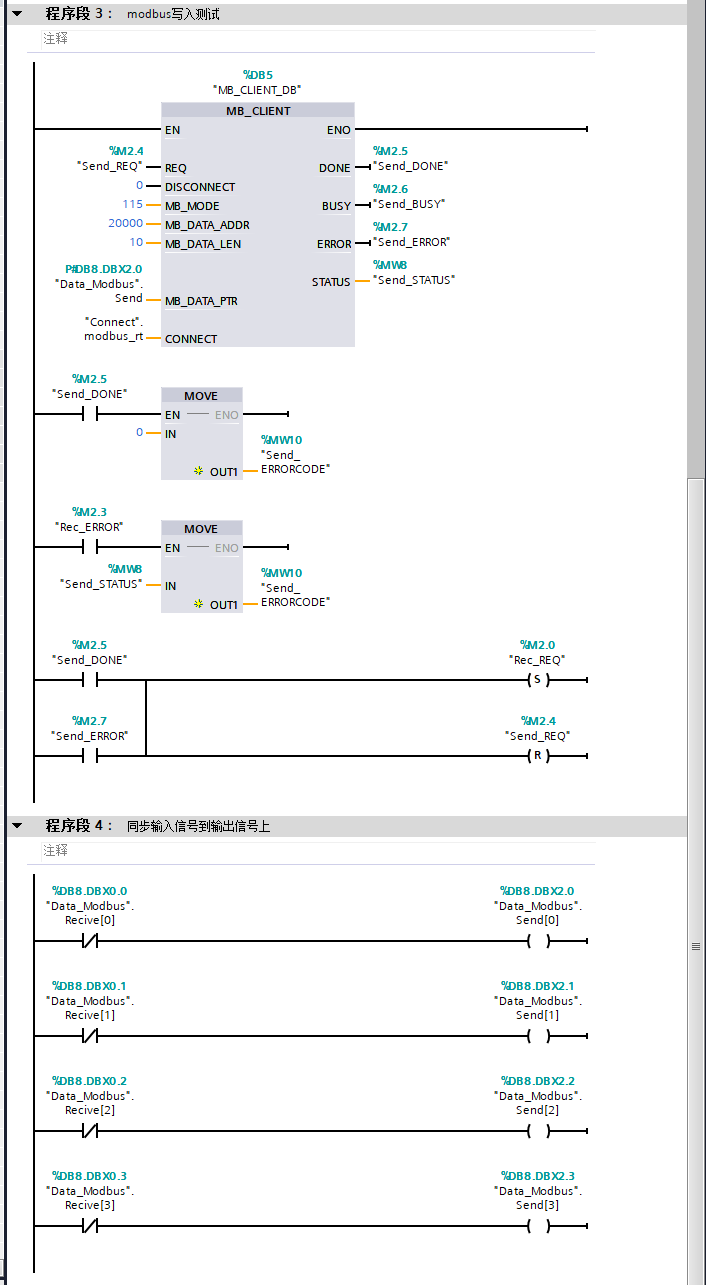 程序段 3： modbus写入测试
注释
%DB5
"MB_CLIENT_DB"
MB_CLIENT
EN ENO
%M2.4
"Send_REQ" REQ
0 DISCONNECT
115 MB_MODE
20000 MB_DATA_ADDR
10 MB_DATA_LEN
P#DB8.DBX2.0
"Data_Modbus".
Send MB_DATA_PTR
"Connect".
modbus_rt CONNECT
%M2.5
DONE "Send_DONE"
%M2.6
BUSY "Send_BUSY"
%M2.7
ERROR "Send_ERROR"
%MW8
STATUS "Send_STATUS"
%M2.5
"Send_DONE"
MOVE
EN ENO
0 IN
%MW10
"Send_
OUT1 ERRORCODE"
%M2.3
"Rec_ERROR"
MOVE
EN ENO
%MW8
"Send_STATUS" IN
%MW10
"Send_
OUT1 ERRORCODE"
%M2.5
"Send_DONE"
%M2.0
"Rec_REQ"
S
%M2.7
"Send_ERROR"
%M2.4
"Send_REQ"
R
程序段 4： 同步输入信号到输出信号上
注释
%DB8.DBX0.0
"Data_Modbus".
Recive[0]
%DB8.DBX2.0
"Data_Modbus".
Send[0]
%DB8.DBX0.1
"Data_Modbus".
Recive[1]
%DB8.DBX2.1
"Data_Modbus".
Send[1]
%DB8.DBX0.2
"Data_Modbus".
Recive[2]
%DB8.DBX2.2
"Data_Modbus".
Send[2]
%DB8.DBX0.3
"Data_Modbus".
Recive[3]
%DB8.DBX2.3
"Data_Modbus".
Send[3]